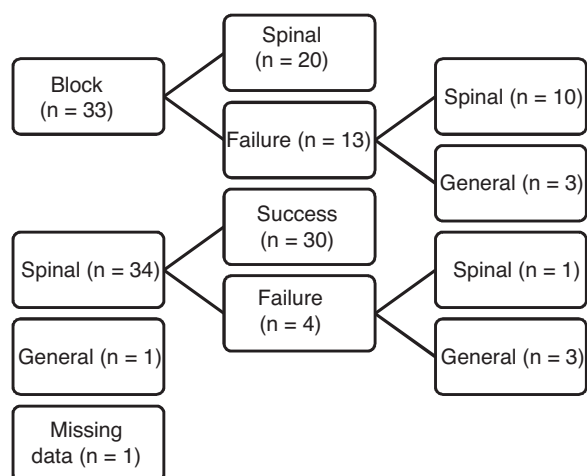 Block
(n = 33)
Spinal
(n = 20)
Failure (n = 13)
Spinal (n = 10)
General (n = 3)
Spinal (n = 34)
Success
(n = 30)
Failure
(n = 4)
Spinal (n = 1)
General (n = 3)
General (n = 1)
Missing
data (n = 1)